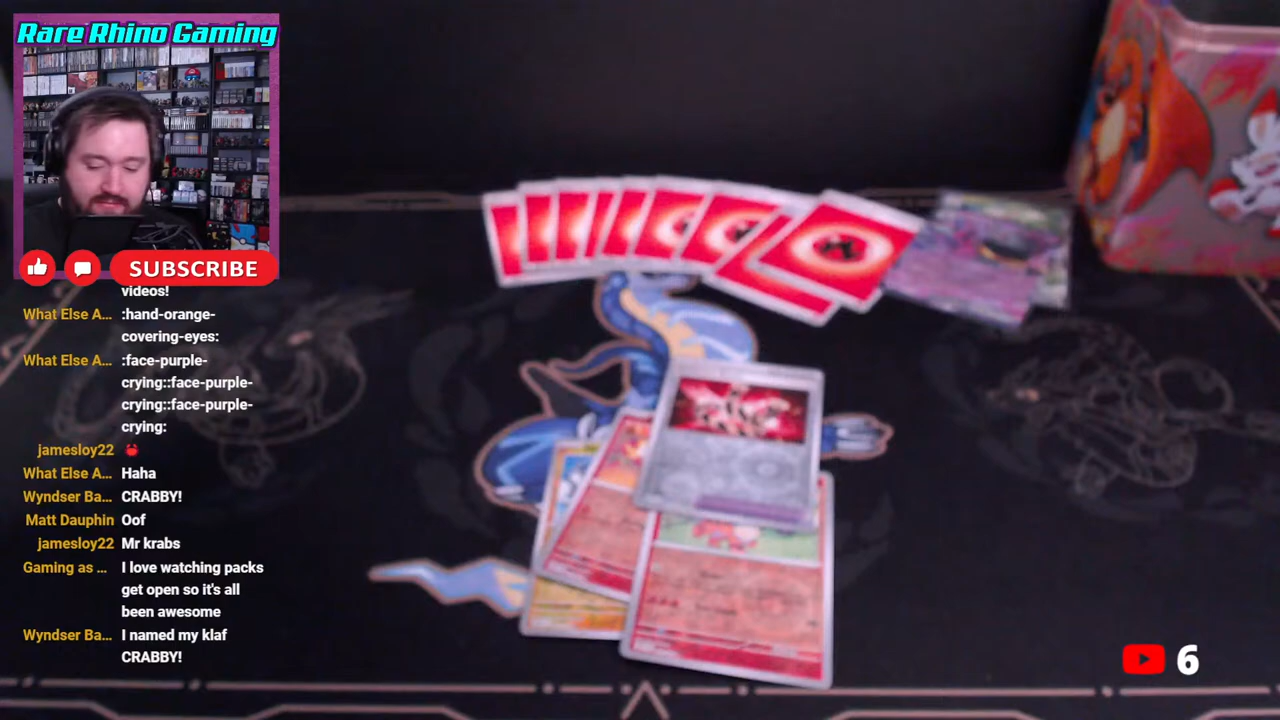 Rare Rhino Gaming
SUBSCRIBE
videos!
What Else A... :hand-orange-
covering-eyes:
What Else A... :face-purple-
crying::face-purple-
crying::face-purple-
crying:
jamesloy22 🦀
What Else A... Haha
Wyndser Ba... CRABBY!
Matt Dauphin Oof
jamesloy22 Mr krabs
Gaming as ... I love watching packs
get open so it's all
been awesome
Wyndser Ba... I named my klaf
CRABBY!
6